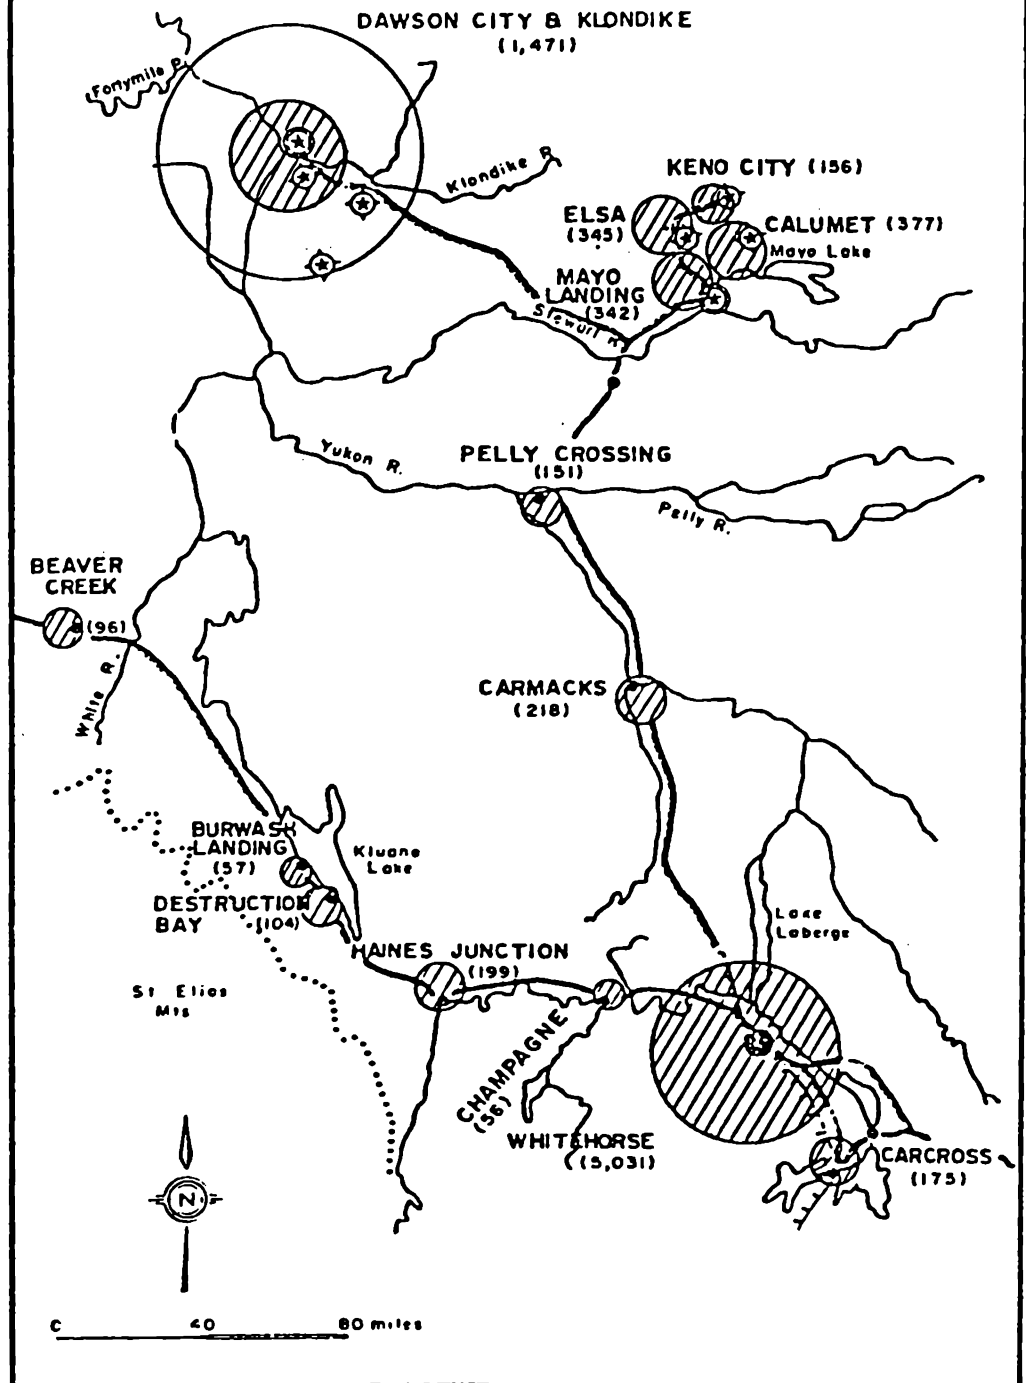 DAWSON CITY & KLONDIKE
(1,471)
Fortymile R.
Klondike R.
KENO CITY (156)
ELSA
(345)
CALUMET (377)
Mayo Lake
MAYO
LANDING
(342)
Stewart R.
PELLY CROSSING
(151)
Yukon R.
Pelly R.
BEAVER
CREEK
(96)
White R.
CARMACKS
(218)
BURWASH
LANDING
(57)
Kluane
Lake
DESTRUCTION
BAY (104)
Lake
Laberge
HAINES JUNCTION
(199)
St Elias
Mts
CHAMPAGNE
(56)
WHITEHORSE
(5,031)
CARCROSS
(175)
N
0 40 80 miles